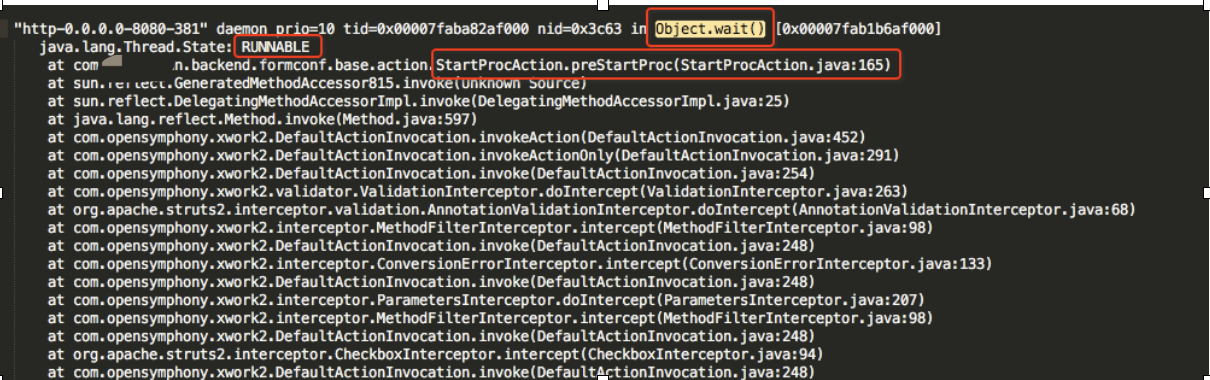 "http-0.0.0.0-8080-381" daemon prio=10 tid=0x00007faba82af000 nid=0x3c63 in Object.wait() [0x00007fab1b6af000]
java.lang.Thread.State: RUNNABLE
at com n.backend.formconf.base.action.StartProcAction.preStartProc(StartProcAction.java:165)
at sun.reflect.GeneratedMethodAccessor815.invoke(Unknown Source)
at sun.reflect.DelegatingMethodAccessorImpl.invoke(DelegatingMethodAccessorImpl.java:25)
at java.lang.reflect.Method.invoke(Method.java:597)
at com.opensymphony.xwork2.DefaultActionInvocation.invokeAction(DefaultActionInvocation.java:452)
at com.opensymphony.xwork2.DefaultActionInvocation.invokeActionOnly(DefaultActionInvocation.java:291)
at com.opensymphony.xwork2.DefaultActionInvocation.invoke(DefaultActionInvocation.java:254)
at com.opensymphony.xwork2.validator.ValidationInterceptor.doIntercept(ValidationInterceptor.java:263)
at org.apache.struts2.interceptor.validation.AnnotationValidationInterceptor.doIntercept(AnnotationValidationInterceptor.java:68)
at com.opensymphony.xwork2.interceptor.MethodFilterInterceptor.intercept(MethodFilterInterceptor.java:98)
at com.opensymphony.xwork2.DefaultActionInvocation.invoke(DefaultActionInvocation.java:248)
at com.opensymphony.xwork2.interceptor.ConversionErrorInterceptor.intercept(ConversionErrorInterceptor.java:133)
at com.opensymphony.xwork2.DefaultActionInvocation.invoke(DefaultActionInvocation.java:248)
at com.opensymphony.xwork2.interceptor.ParametersInterceptor.doIntercept(ParametersInterceptor.java:207)
at com.opensymphony.xwork2.interceptor.MethodFilterInterceptor.intercept(MethodFilterInterceptor.java:98)
at com.opensymphony.xwork2.DefaultActionInvocation.invoke(DefaultActionInvocation.java:248)
at org.apache.struts2.interceptor.CheckboxInterceptor.intercept(CheckboxInterceptor.java:94)
at com.opensymphony.xwork2.DefaultActionInvocation.invoke(DefaultActionInvocation.java:248)